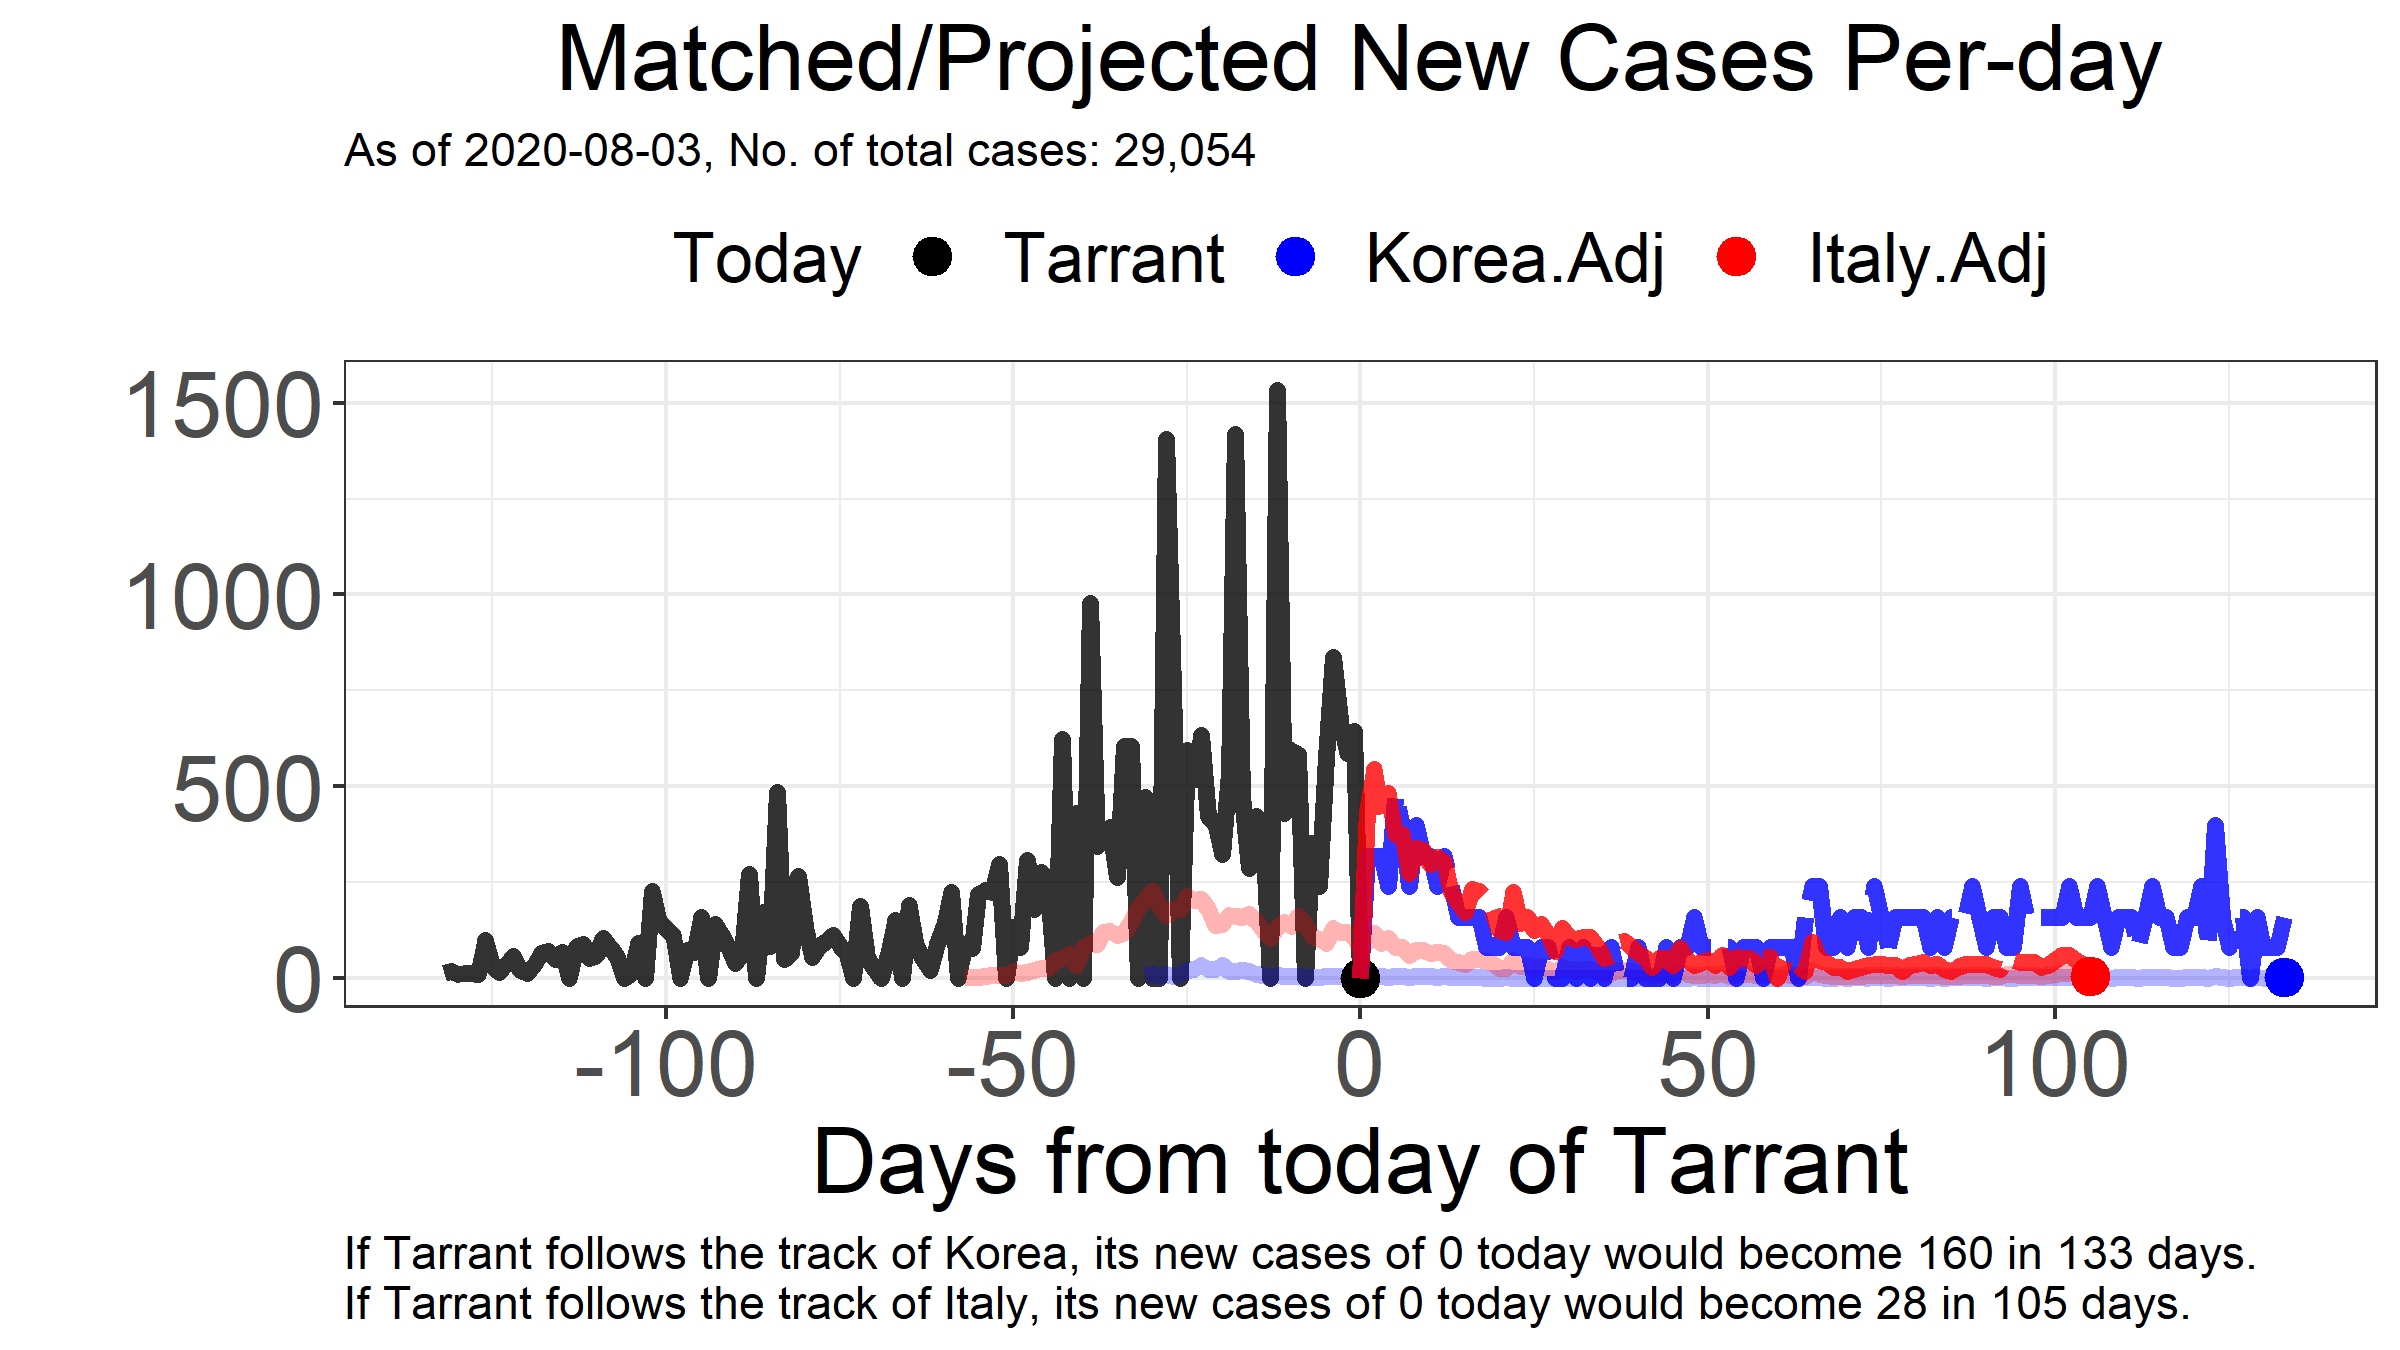 Matched/Projected New Cases Per-day
As of 2020-08-03, No. of total cases: 29,054
Today Tarrant Korea.Adj Italy.Adj
1500
1000
500
0
-100 -50 0 50 100
Days from today of Tarrant
If Tarrant follows the track of Korea, its new cases of 0 today would become 160 in 133 days.
If Tarrant follows the track of Italy, its new cases of 0 today would become 28 in 105 days.